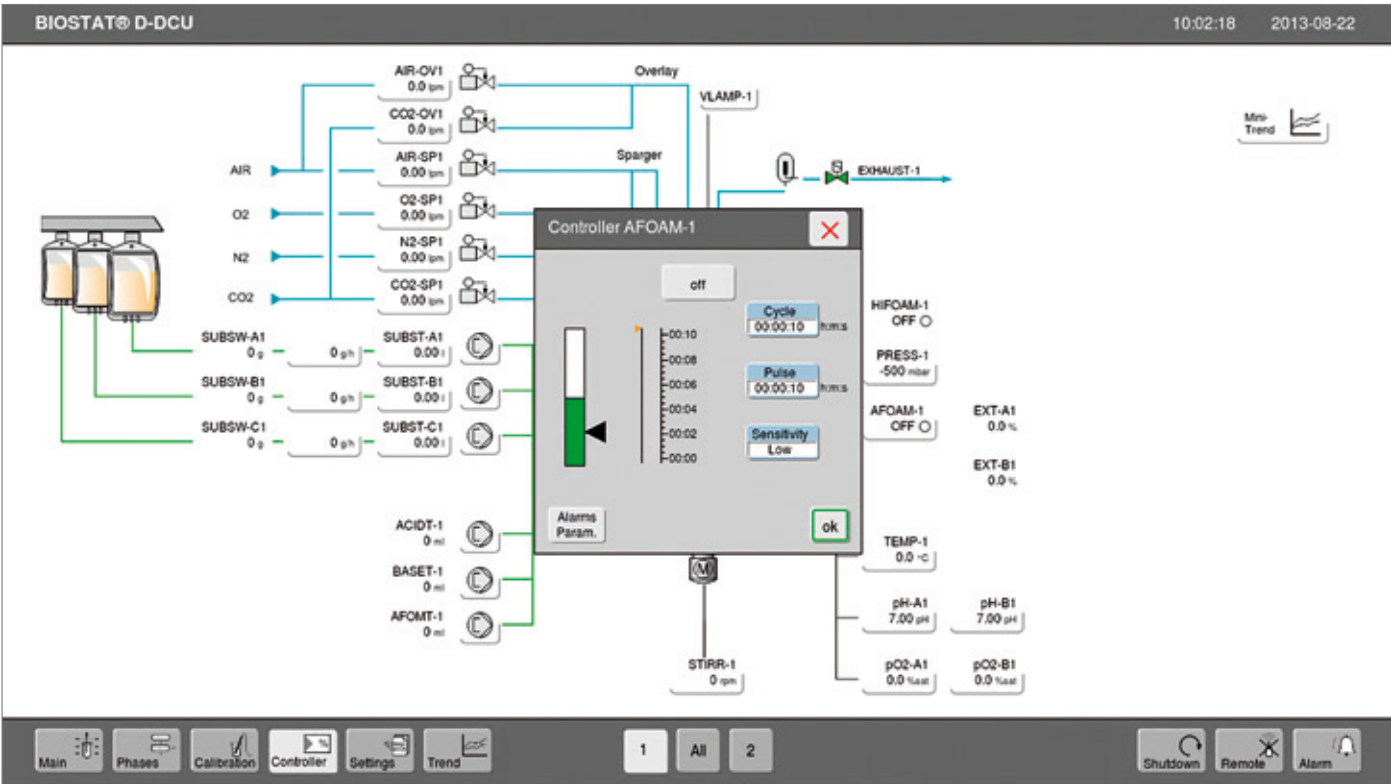 BIOSTAT® D-DCU
10:02:18 2013-08-22
AIR-OV1
0.0 lpm
Overlay
VLAMP-1
CO2-OV1
0.0 lpm
Mini-
Trend
AIR
AIR-SP1
0.00 lpm
Sparger
EXHAUST-1
O2
O2-SP1
0.00 lpm
N2
N2-SP1
0.00 lpm
CO2
CO2-SP1
0.00 lpm
Controller AFOAM-1
off
Cycle
00:00:10 h:m:s
Pulse
00:00:10 h:m:s
Sensitivity
Low
00:10
00:08
00:06
00:04
00:02
00:00
Alarms
Param.
ok
SUBSW-A1
0 g
0 g/h
SUBST-A1
0.00 l
SUBSW-B1
0 g
0 g/h
SUBST-B1
0.00 l
SUBSW-C1
0 g
0 g/h
SUBST-C1
0.00 l
HIFOAM-1
OFF
PRESS-1
-500 mbar
AFOAM-1
OFF
EXT-A1
0.0 %
EXT-B1
0.0 %
ACIDT-1
0 ml
BASET-1
0 ml
AFOMT-1
0 ml
M
TEMP-1
0.0 °C
pH-A1
7.00 pH
pH-B1
7.00 pH
STIRR-1
0 rpm
pO2-A1
0.0 %sat
pO2-B1
0.0 %sat
Main
Phases
Calibration
Controller
%
Settings
Trend
1
All
2
Shutdown
Remote
Alarm